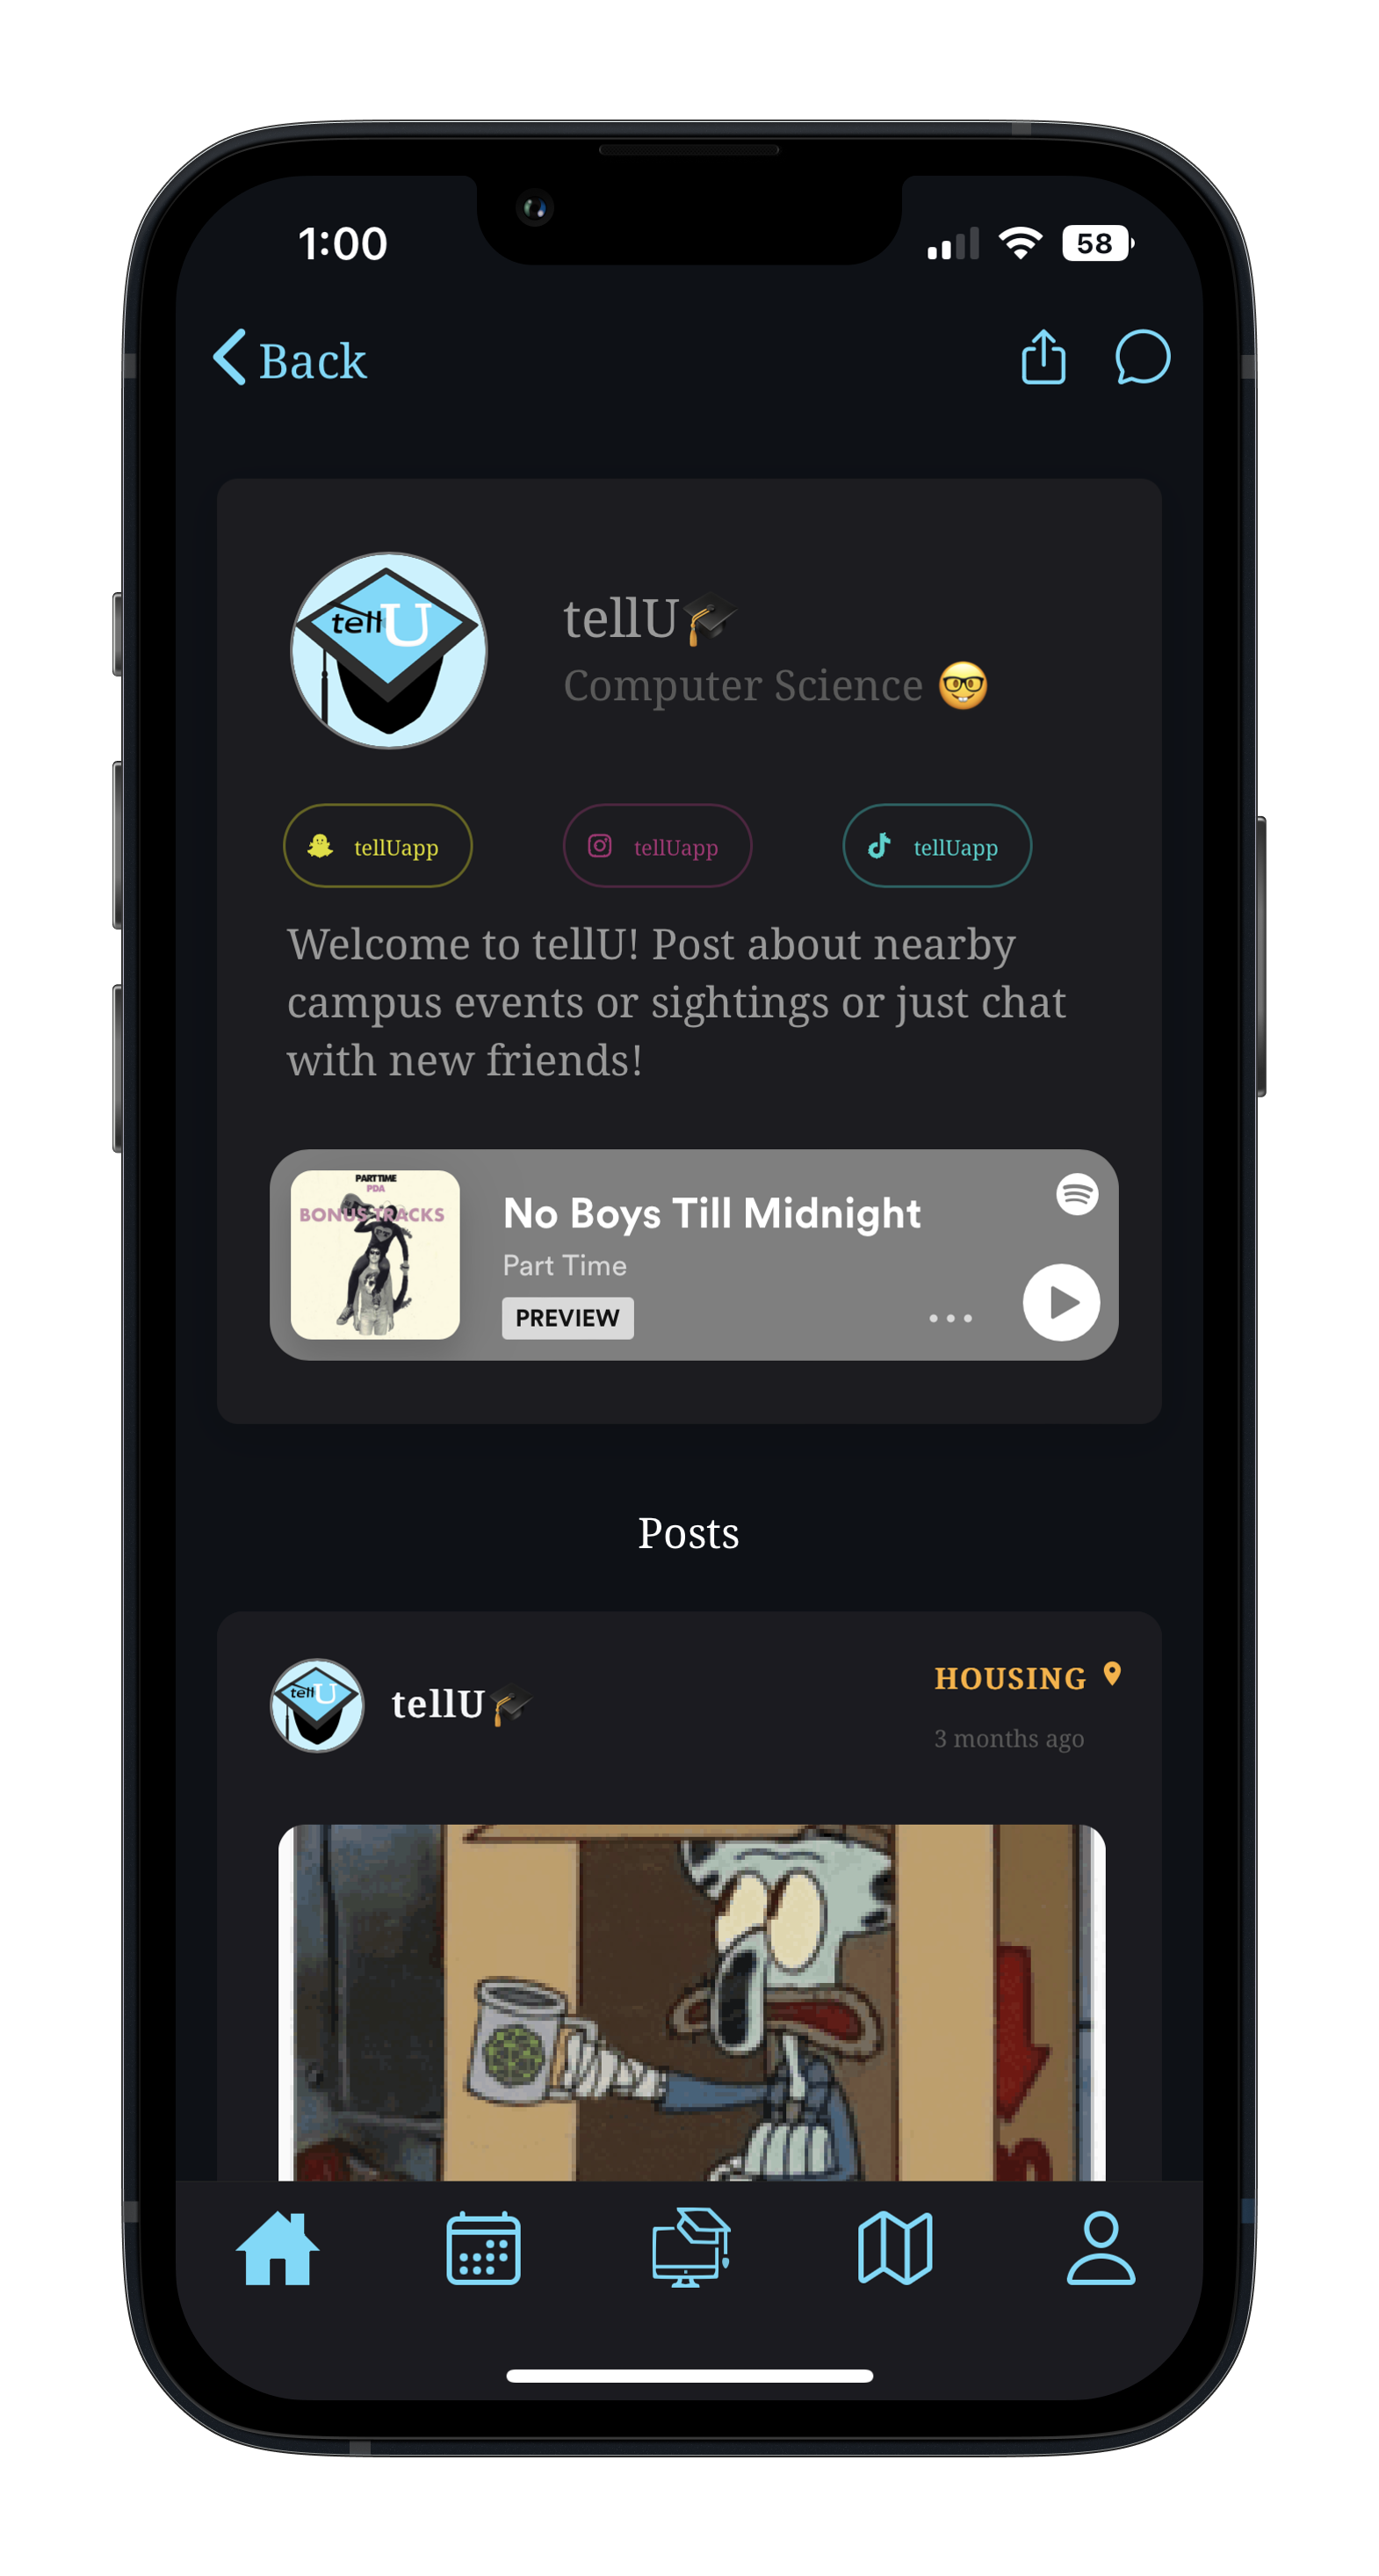 1:00
58
Back
tell U
tellU🎓
Computer Science 🤓
tellUapp
tellUapp
tellUapp
Welcome to tellU! Post about nearby
campus events or sightings or just chat
with new friends!
PART TIME
PDA
BONUS TRACKS
No Boys Till Midnight
Part Time
PREVIEW
Posts
tell U
tellU🎓
HOUSING
3 months ago